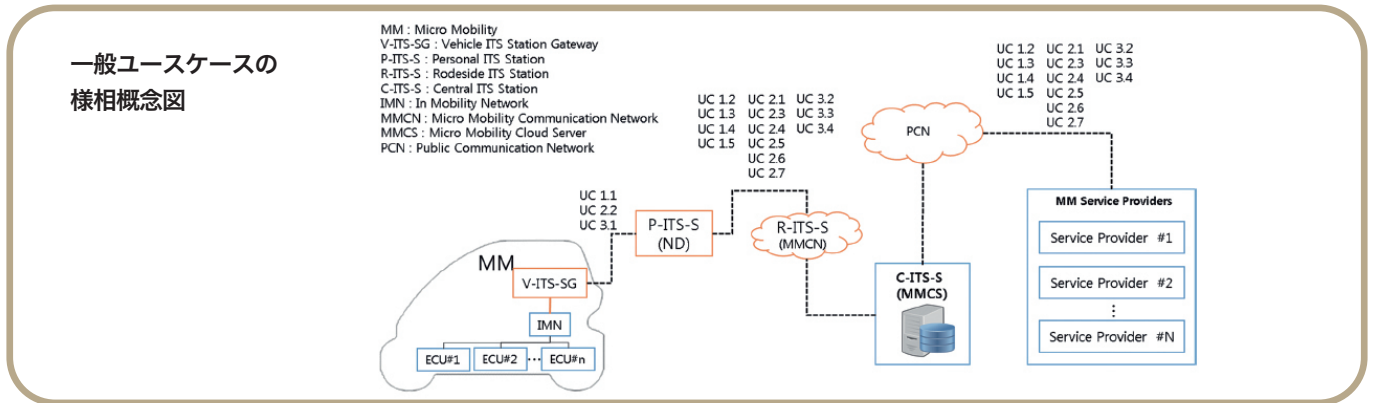 一般ユースケースの
様相概念図
MM : Micro Mobility
V-ITS-SG : Vehicle ITS Station Gateway
P-ITS-S : Personal ITS Station
R-ITS-S : Rodeside ITS Station
C-ITS-S : Central ITS Station
IMN : In Mobility Network
MMCN : Micro Mobility Communication Network
MMCS : Micro Mobility Cloud Server
PCN : Public Communication Network
UC 1.1
UC 2.2
UC 3.1
MM
V-ITS-SG
IMN
ECU#1 ECU#2 ··· ECU#n
P-ITS-S
(ND)
UC 1.2 UC 2.1 UC 3.2
UC 1.3 UC 2.3 UC 3.3
UC 1.4 UC 2.4 UC 3.4
UC 1.5 UC 2.5
UC 2.6
UC 2.7
R-ITS-S
(MMCN)
PCN
C-ITS-S
(MMCS)
UC 1.2 UC 2.1 UC 3.2
UC 1.3 UC 2.3 UC 3.3
UC 1.4 UC 2.4 UC 3.4
UC 1.5 UC 2.5
UC 2.6
UC 2.7
MM Service Providers
Service Provider #1
Service Provider #2
⋮
Service Provider #N